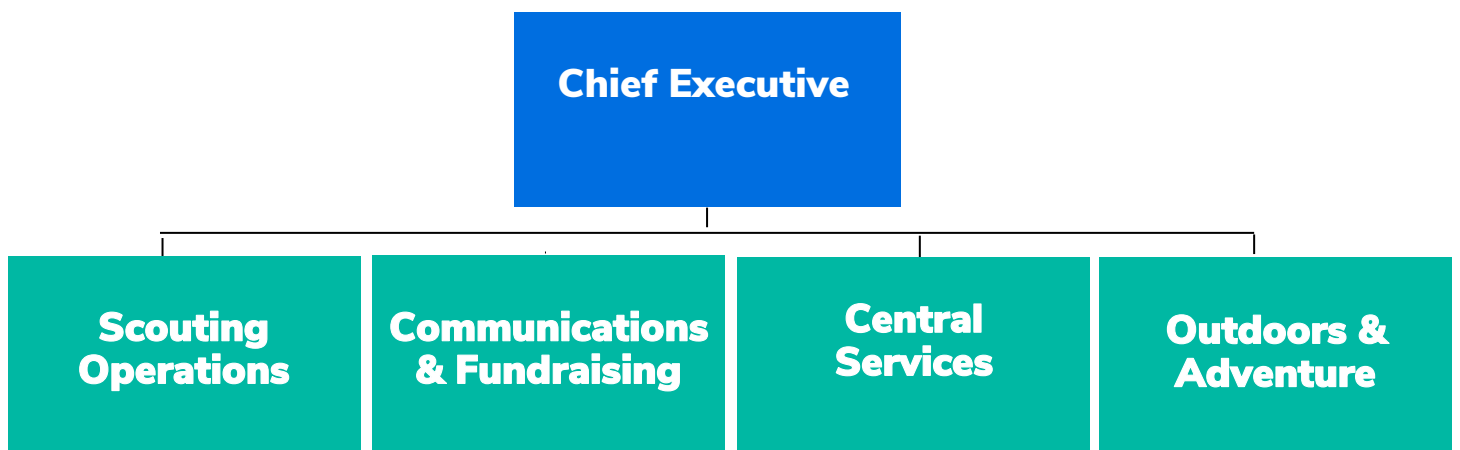 Chief Executive
Scouting
Operations
Communications
& Fundraising
Central
Services
Outdoors &
Adventure